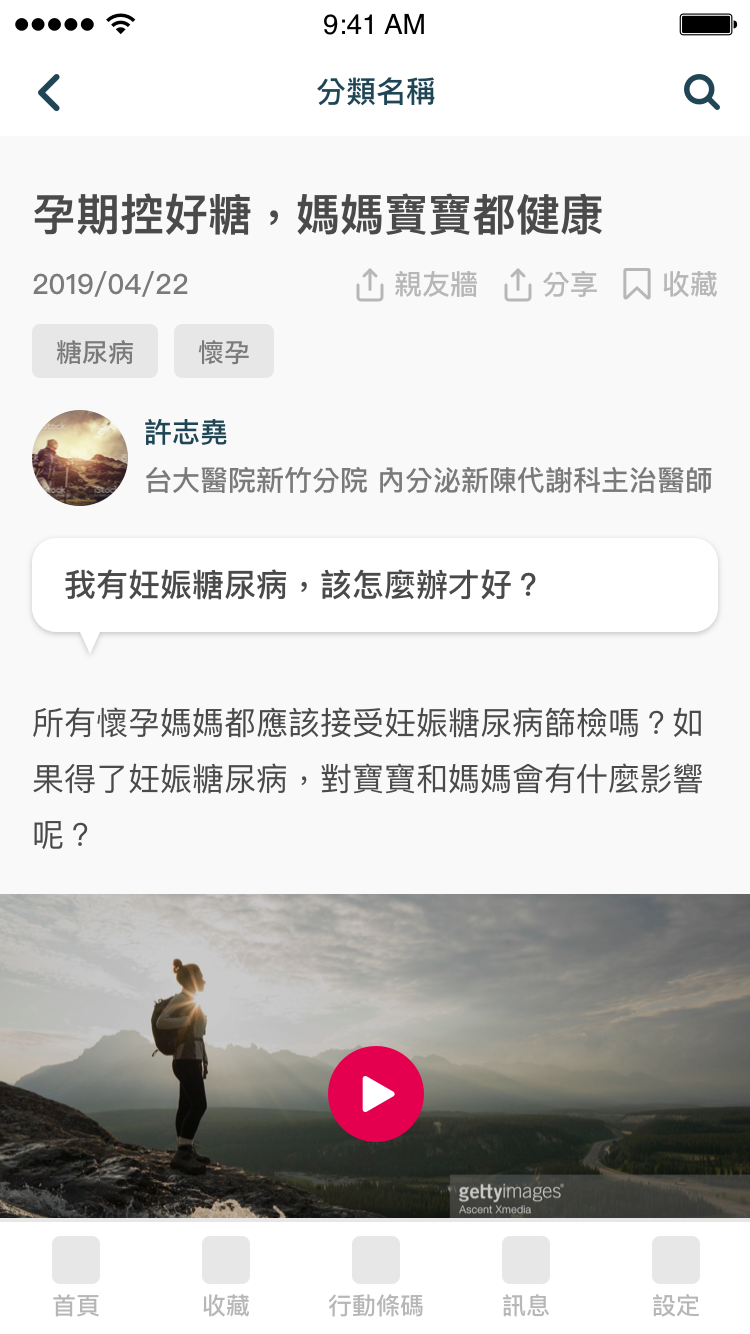 9:41 AM
分類名稱
孕期控好糖，媽媽寶寶都健康
2019/04/22 親友牆 分享 收藏
糖尿病 懷孕
許志堯
台大醫院新竹分院 內分泌新陳代謝科主治醫師
我有妊娠糖尿病，該怎麼辦才好？
所有懷孕媽媽都應該接受妊娠糖尿病篩檢嗎？如
果得了妊娠糖尿病，對寶寶和媽媽會有什麼影響
呢？
gettyimages®
Ascent Xmedia
首頁 收藏 行動條碼 訊息 設定